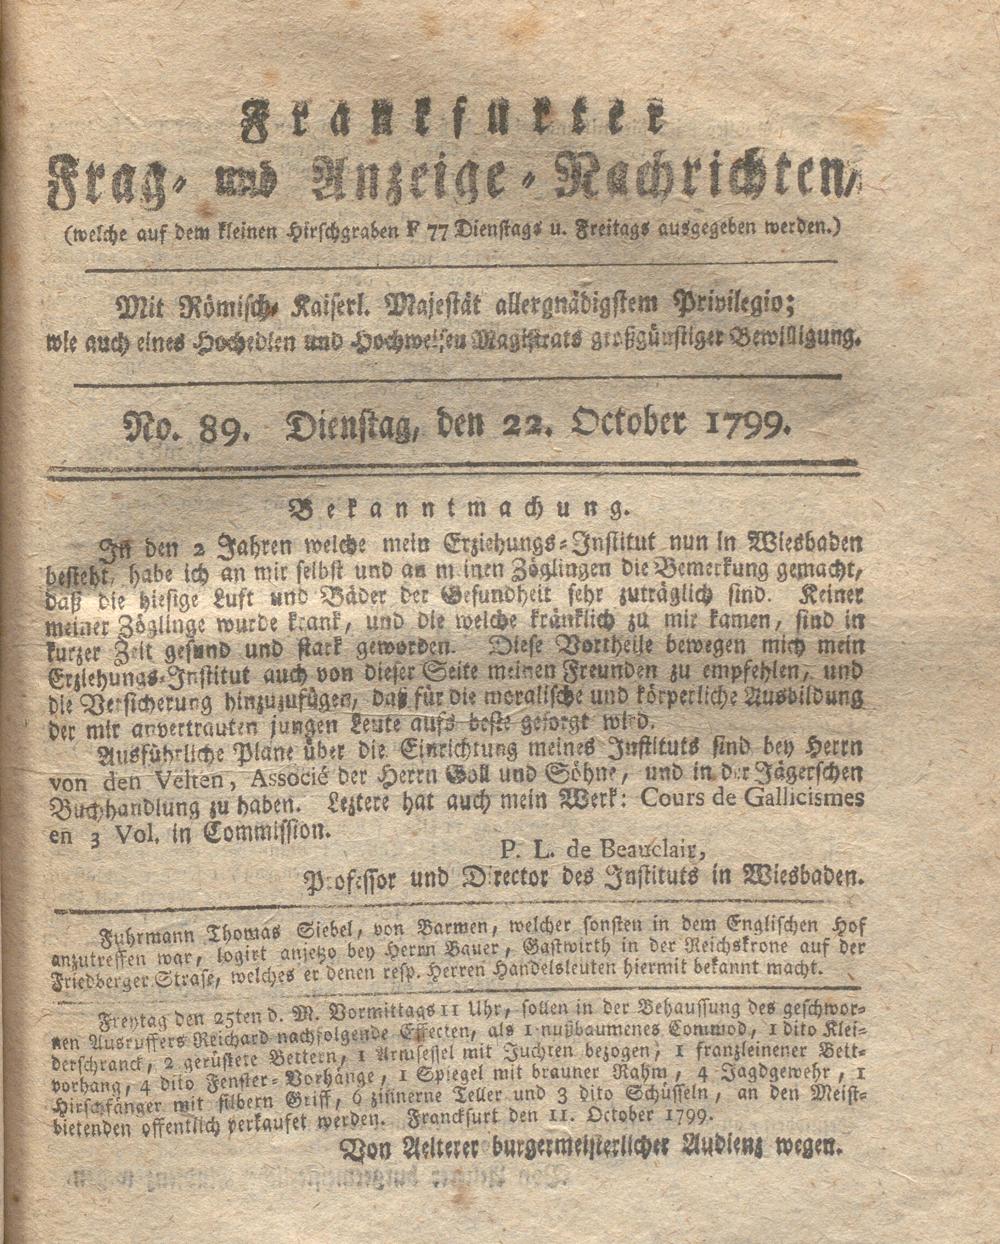 Frankfurter
Frag- und Anzeige-Nachrichten,
(welche auf dem kleinen Hirschgraben F 77 Dienstags u. Freitags ausgegeben werden.)
Mit Römisch- Kaiserl. Majestät allergnädigstem Privilegio;
wie auch eines Hochedlen und Hochweisen Magistrats großgünstiger Bewilligung.
No. 89. Dienstag, den 22. October 1799.
Bekanntmachung.
In den 2 Jahren welche mein Erziehungs-Institut nun in Wiesbaden
besteht, habe ich an mir selbst und an meinen Zöglingen die Bemerkung gemacht,
daß die hiesige Luft und Bäder der Gesundheit sehr zuträglich sind. Keiner
meiner Zöglinge wurde krank, und die welche kränklich zu mir kamen, sind in
kurzer Zeit gesund und stark geworden. Diese Vortheile bewegen mich mein
Erziehungs-Institut auch von dieser Seite meinen Freunden zu empfehlen, und
die Versicherung hinzuzufügen, daß für die moralische und körperliche Ausbildung
der mir anvertrauten jungen Leute aufs beste gesorgt wird.
Ausführliche Plane über die Einrichtung meines Instituts sind bey Herrn
von den Velten, Associé der Herrn Goll und Söhne, und in der Jägerschen
Buchhandlung zu haben. Leztere hat auch mein Werk: Cours de Gallicismes
en 3 Vol. in Commission.
P. L. de Beauclair,
Professor und Director des Instituts in Wiesbaden.
Fuhrmann Thomas Siebel, von Barmen, welcher sonsten in dem Englischen Hof
anzutreffen war, logirt anjetzo bey Herrn Bauer, Gastwirth in der Reichskrone auf der
Friedberger Strase, welches er denen resp. Herren Handelsleuten hiermit bekannt macht.
Freytag den 25ten d. M. Vormittags 11 Uhr, sollen in der Behaussung des geschwor-
nen Ausruffers Reichard nachfolgende Effecten, als 1 nußbaumenes Commod, 1 dito Klei-
derschranck, 2 gerüstete Bettern, 1 Armsessel mit Juchten bezogen, 1 franzleinener Bett-
vorhang, 4 dito Fenster-Vorhänge, 1 Spiegel mit brauner Rahm, 4 Jagdgewehr, 1
Hirschfänger mit silbern Griff, 6 zinnerne Teller und 3 dito Schüsseln, an den Meist-
bietenden offentlich verkaufet werden. Franckfurt den 11. October 1799.
Von Aelterer burgermeisterlicher Audienz wegen.